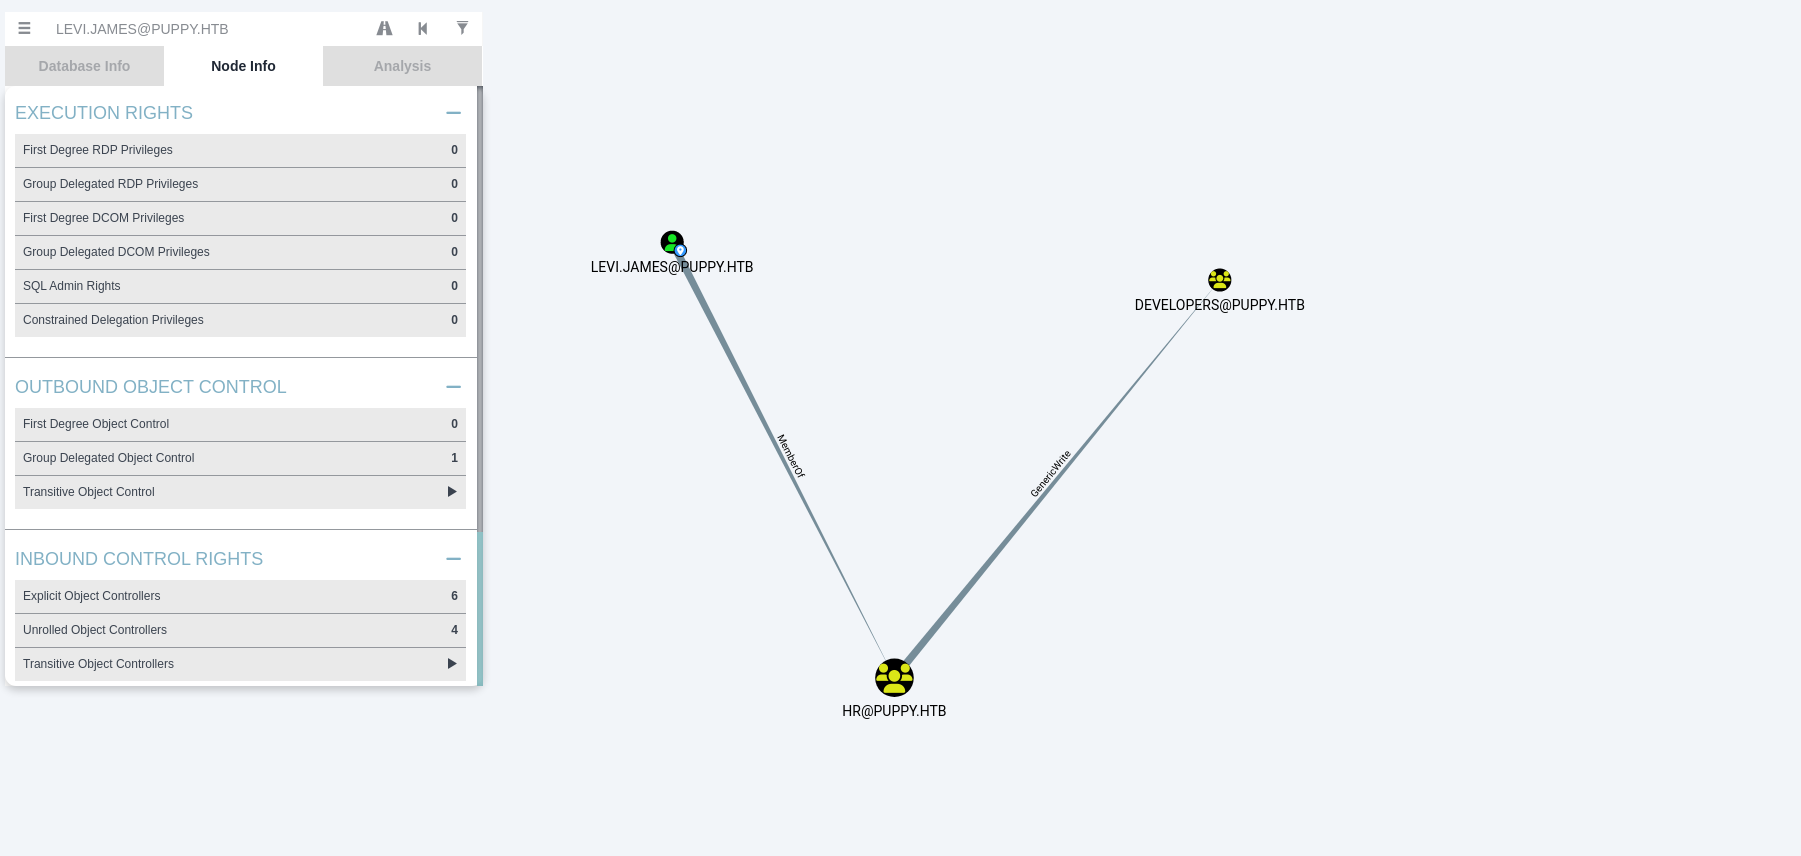 LEVI.JAMES@PUPPY.HTB
Database Info Node Info Analysis
EXECUTION RIGHTS
First Degree RDP Privileges 0
Group Delegated RDP Privileges 0
First Degree DCOM Privileges 0
Group Delegated DCOM Privileges 0
SQL Admin Rights 0
Constrained Delegation Privileges 0
OUTBOUND OBJECT CONTROL
First Degree Object Control 0
Group Delegated Object Control 1
Transitive Object Control
INBOUND CONTROL RIGHTS
Explicit Object Controllers 6
Unrolled Object Controllers 4
Transitive Object Controllers
LEVI.JAMES@PUPPY.HTB
DEVELOPERS@PUPPY.HTB
MemberOf
GenericWrite
HR@PUPPY.HTB